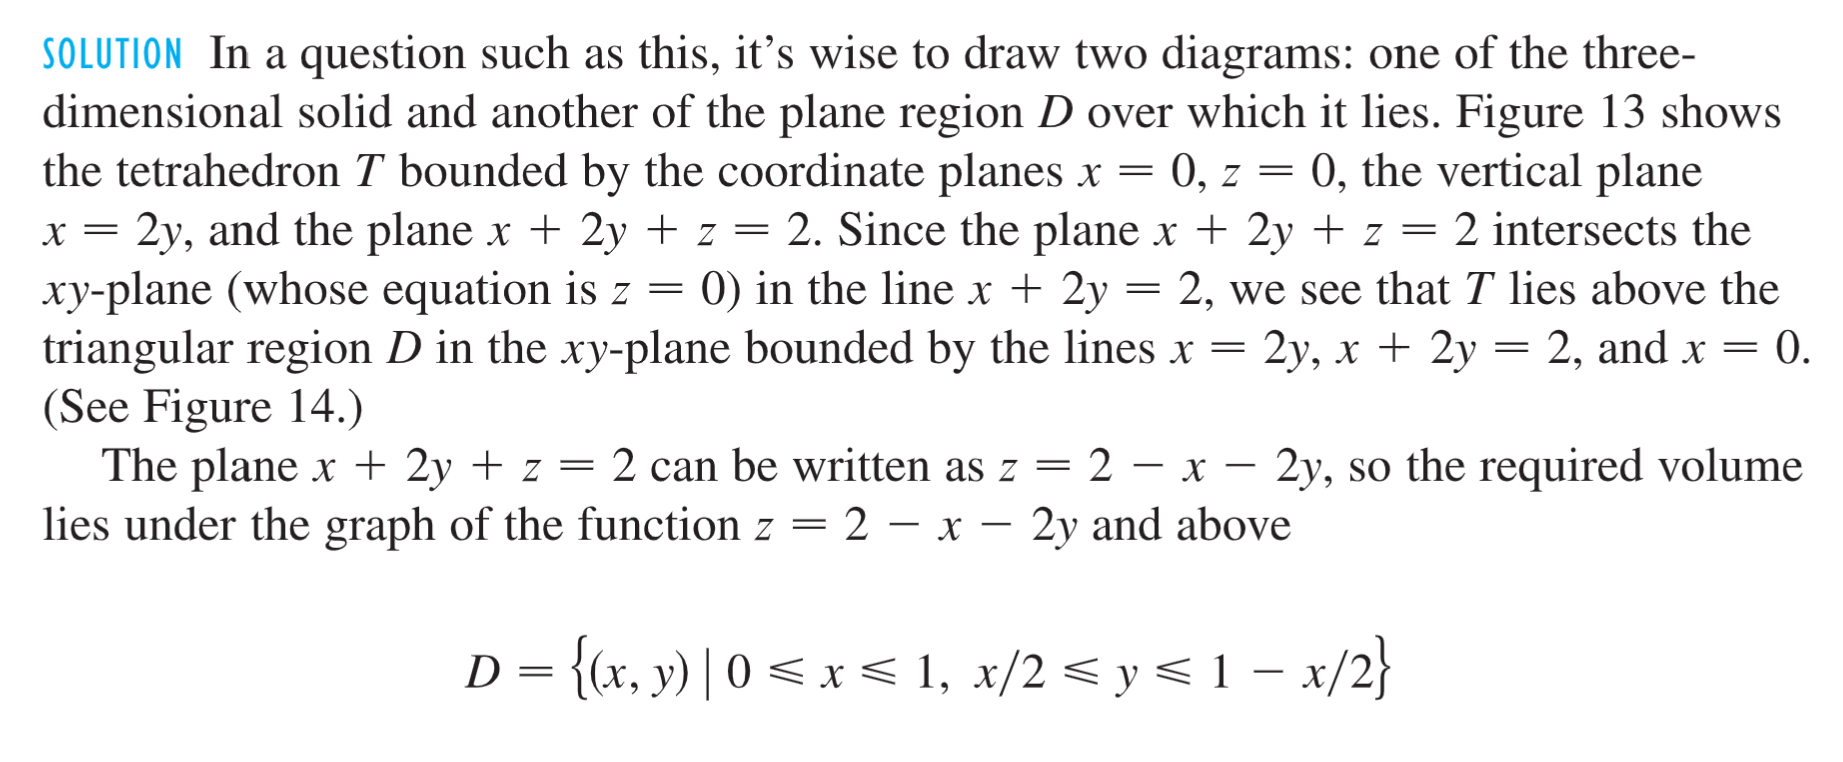 SOLUTION In a question such as this, it’s wise to draw two diagrams: one of the three-
dimensional solid and another of the plane region D over which it lies. Figure 13 shows
the tetrahedron T bounded by the coordinate planes x = 0, z = 0, the vertical plane
x = 2y, and the plane x + 2y + z = 2. Since the plane x + 2y + z = 2 intersects the
xy-plane (whose equation is z = 0) in the line x + 2y = 2, we see that T lies above the
triangular region D in the xy-plane bounded by the lines x = 2y, x + 2y = 2, and x = 0.
(See Figure 14.)
The plane x + 2y + z = 2 can be written as z = 2 − x − 2y, so the required volume
lies under the graph of the function z = 2 − x − 2y and above
D = {(x, y) | 0 ⩽ x ⩽ 1, x/2 ⩽ y ⩽ 1 − x/2}